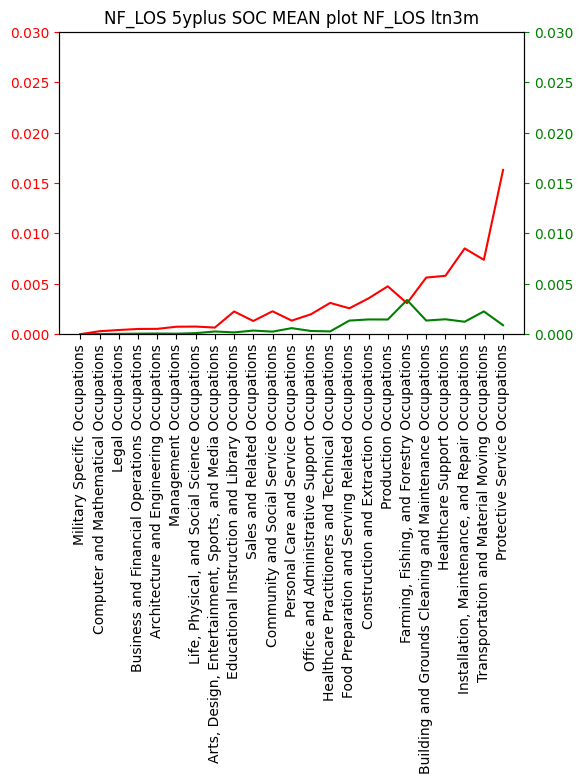 NF_LOS 5yplus SOC MEAN plot NF_LOS ltn3m
0.030
0.025
0.020
0.015
0.010
0.005
0.000
0.030
0.025
0.020
0.015
0.010
0.005
0.000
Military Specific Occupations
Computer and Mathematical Occupations
Legal Occupations
Business and Financial Operations Occupations
Architecture and Engineering Occupations
Management Occupations
Life, Physical, and Social Science Occupations
Arts, Design, Entertainment, Sports, and Media Occupations
Educational Instruction and Library Occupations
Sales and Related Occupations
Community and Social Service Occupations
Personal Care and Service Occupations
Office and Administrative Support Occupations
Healthcare Practitioners and Technical Occupations
Food Preparation and Serving Related Occupations
Construction and Extraction Occupations
Production Occupations
Farming, Fishing, and Forestry Occupations
Building and Grounds Cleaning and Maintenance Occupations
Healthcare Support Occupations
Installation, Maintenance, and Repair Occupations
Transportation and Material Moving Occupations
Protective Service Occupations